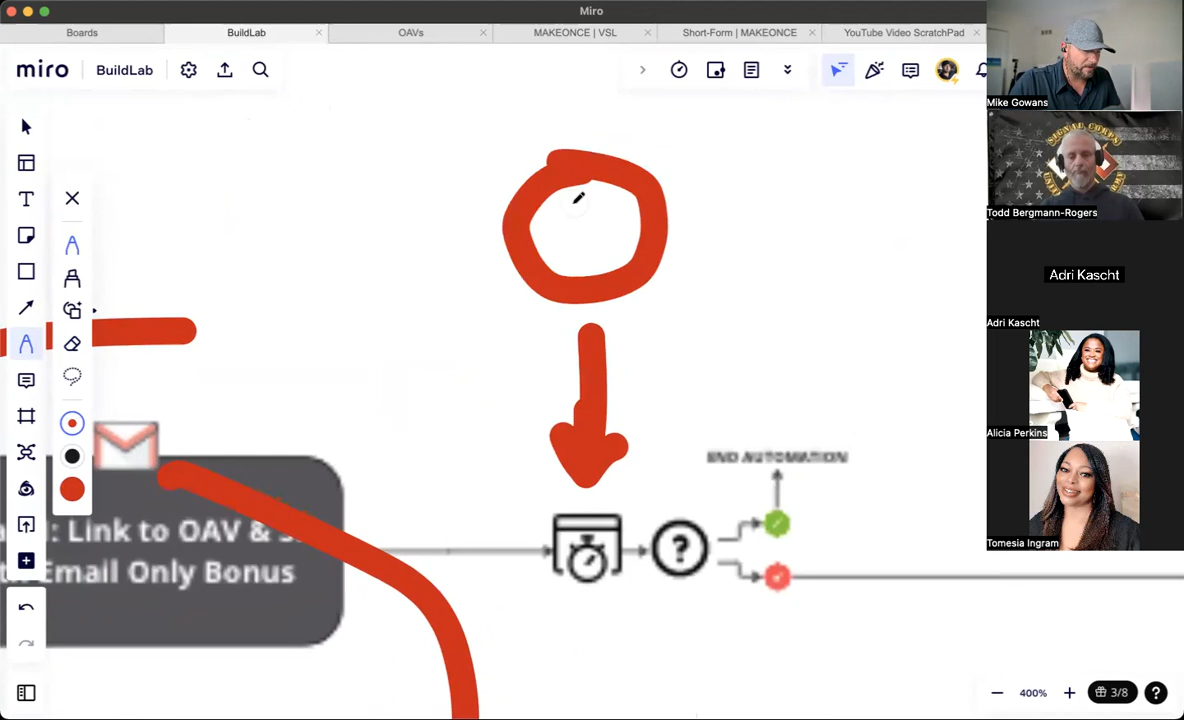 Miro
Boards
BuildLab
OAVs
MAKEONCE | VSL
Short-Form | MAKEONCE
YouTube Video ScratchPad
miro
BuildLab
Mike Gowans
SIGNAL CORPS
Todd Bergmann-Rogers
Adri Kascht
Adri Kascht
Alicia Perkins
Tomesia Ingram
END AUTOMATION
: Link to OAV &
Email Only Bonus
?
400%
3/8
?